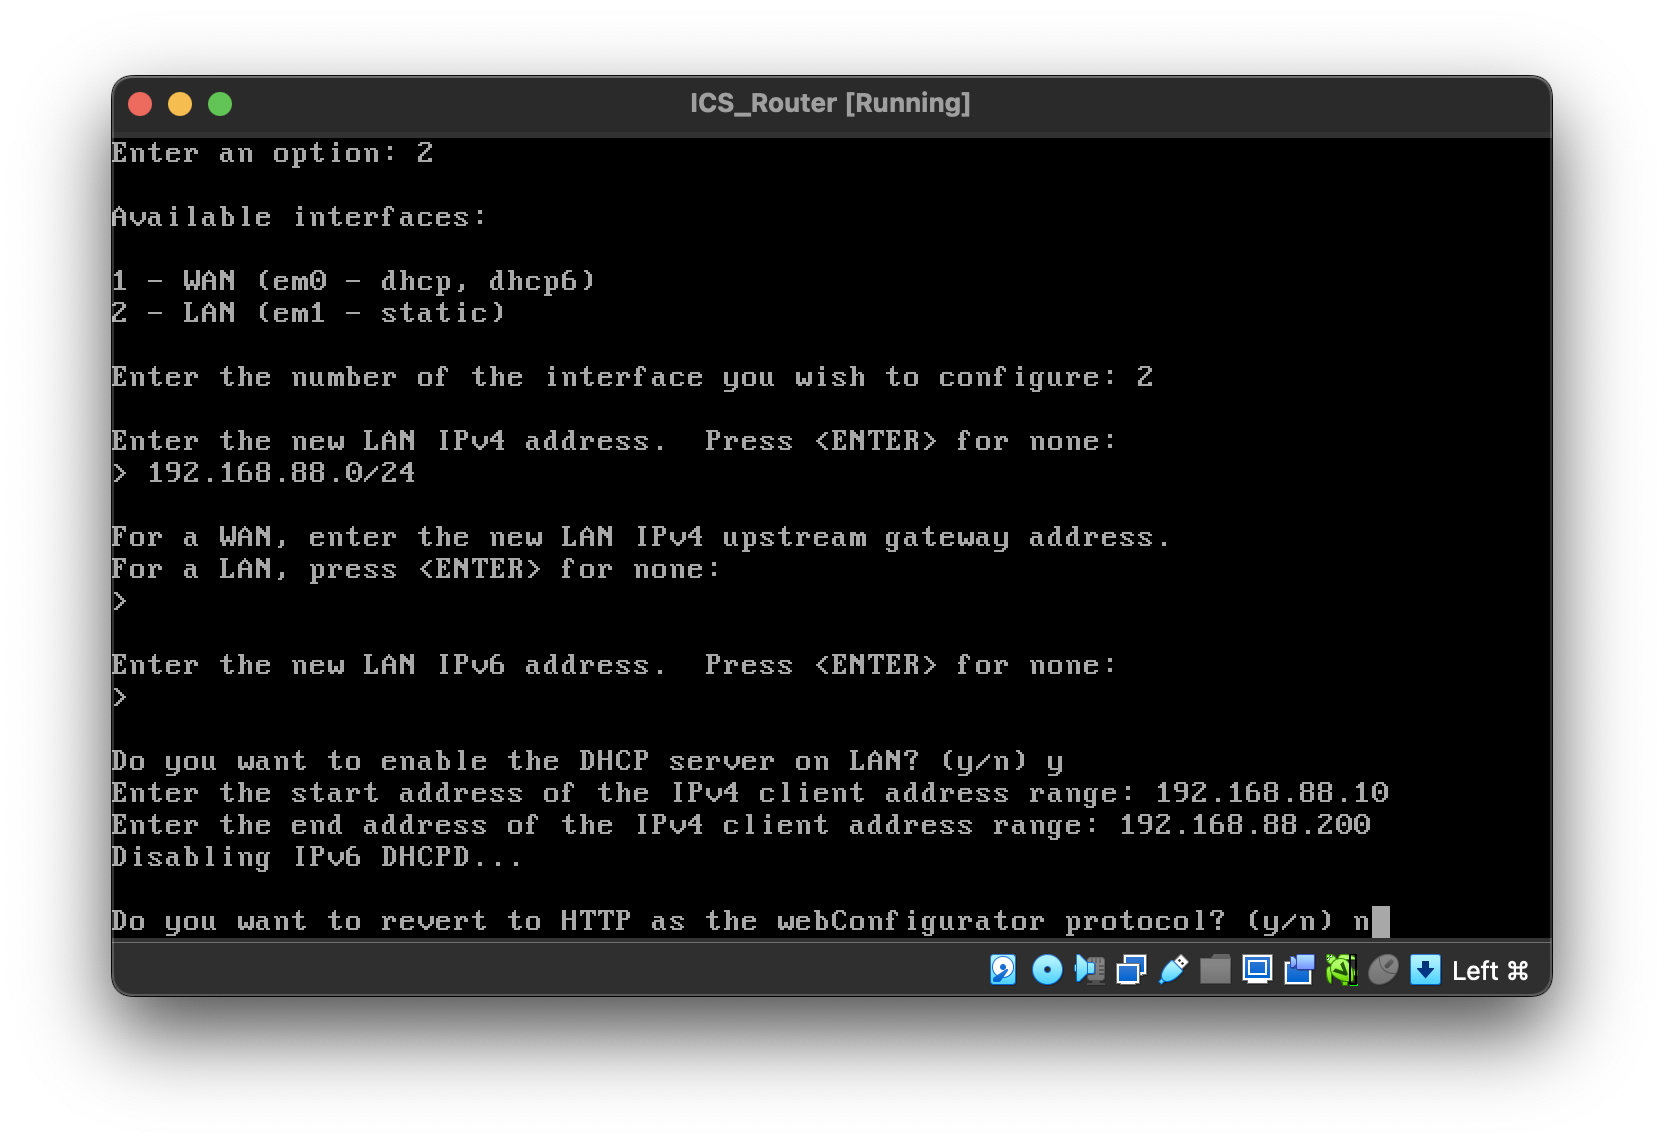 ICS_Router [Running]
Enter an option: 2
Available interfaces:
1 - WAN (em0 - dhcp, dhcp6)
2 - LAN (em1 - static)
Enter the number of the interface you wish to configure: 2
Enter the new LAN IPv4 address.  Press <ENTER> for none:
> 192.168.88.0/24
For a WAN, enter the new LAN IPv4 upstream gateway address.
For a LAN, press <ENTER> for none:
>
Enter the new LAN IPv6 address.  Press <ENTER> for none:
>
Do you want to enable the DHCP server on LAN? (y/n) y
Enter the start address of the IPv4 client address range: 192.168.88.10
Enter the end address of the IPv4 client address range: 192.168.88.200
Disabling IPv6 DHCPD...
Do you want to revert to HTTP as the webConfigurator protocol? (y/n) n
Left ⌘